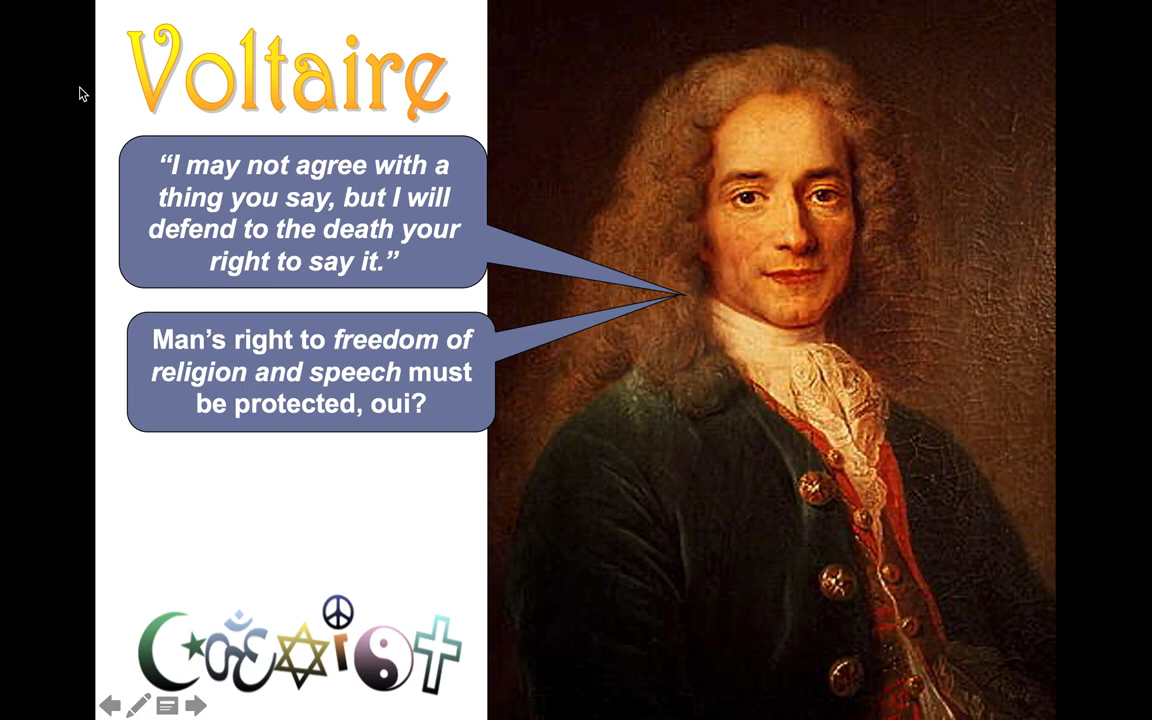 Voltaire
“I may not agree with a
thing you say, but I will
defend to the death your
right to say it.”
Man’s right to freedom of
religion and speech must
be protected, oui?
Coexist